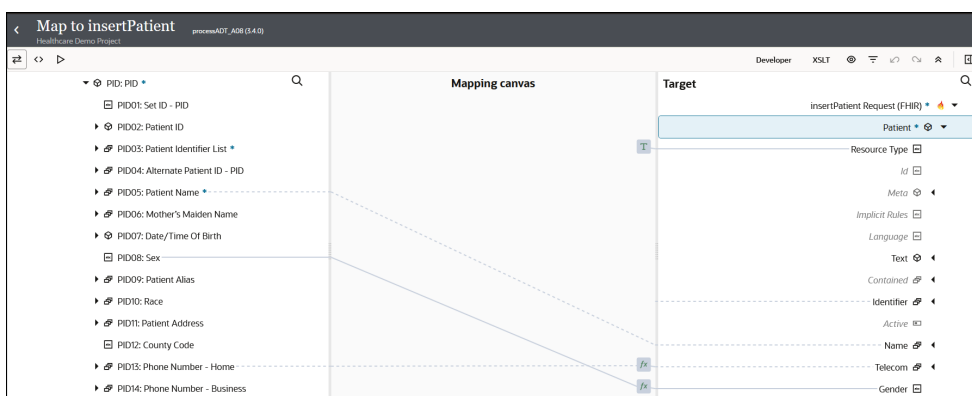 Map to insertPatient processADT_A08 (3.4.0)
Healthcare Demo Project
Developer XSLT
PID: PID *
Mapping canvas
Target
insertPatient Request (FHIR) *
PID01: Set ID - PID
PID02: Patient ID
Patient *
PID03: Patient Identifier List *
T
Resource Type
PID04: Alternate Patient ID - PID
Id
PID05: Patient Name *
Meta
PID06: Mother's Maiden Name
Implicit Rules
PID07: Date/Time Of Birth
Language
PID08: Sex
Text
PID09: Patient Alias
Contained
PID10: Race
Identifier
PID11: Patient Address
Active
PID12: County Code
Name
PID13: Phone Number - Home
fx
Telecom
PID14: Phone Number - Business
fx
Gender